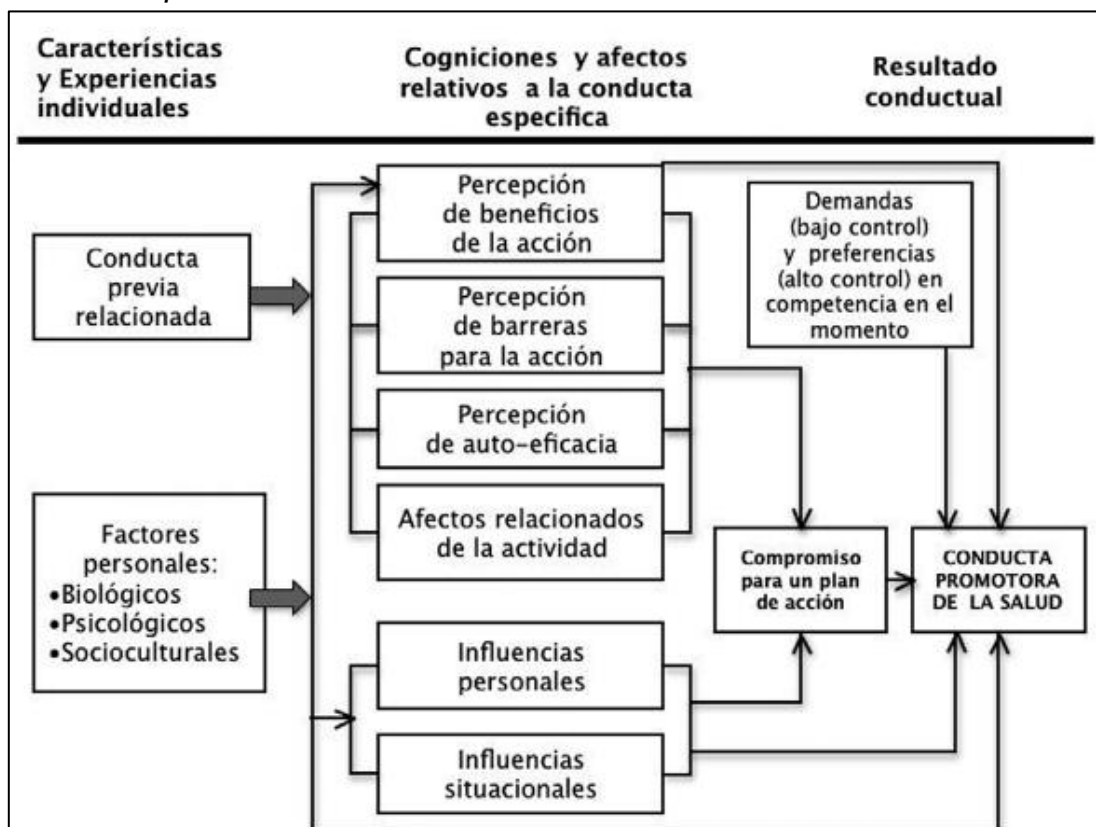 Características
y Experiencias
individuales
Cogniciones y afectos
relativos a la conducta
especifica
Resultado
conductual
Conducta
previa
relacionada
Factores
personales:
•Biológicos
•Psicológicos
•Socioculturales
Percepción
de beneficios
de la acción
Percepción
de barreras
para la acción
Percepción
de auto-eficacia
Afectos relacionados
de la actividad
Influencias
personales
Influencias
situacionales
Demandas
(bajo control)
y preferencias
(alto control) en
competencia en el
momento
Compromiso
para un plan
de acción
CONDUCTA
PROMOTORA
DE LA SALUD